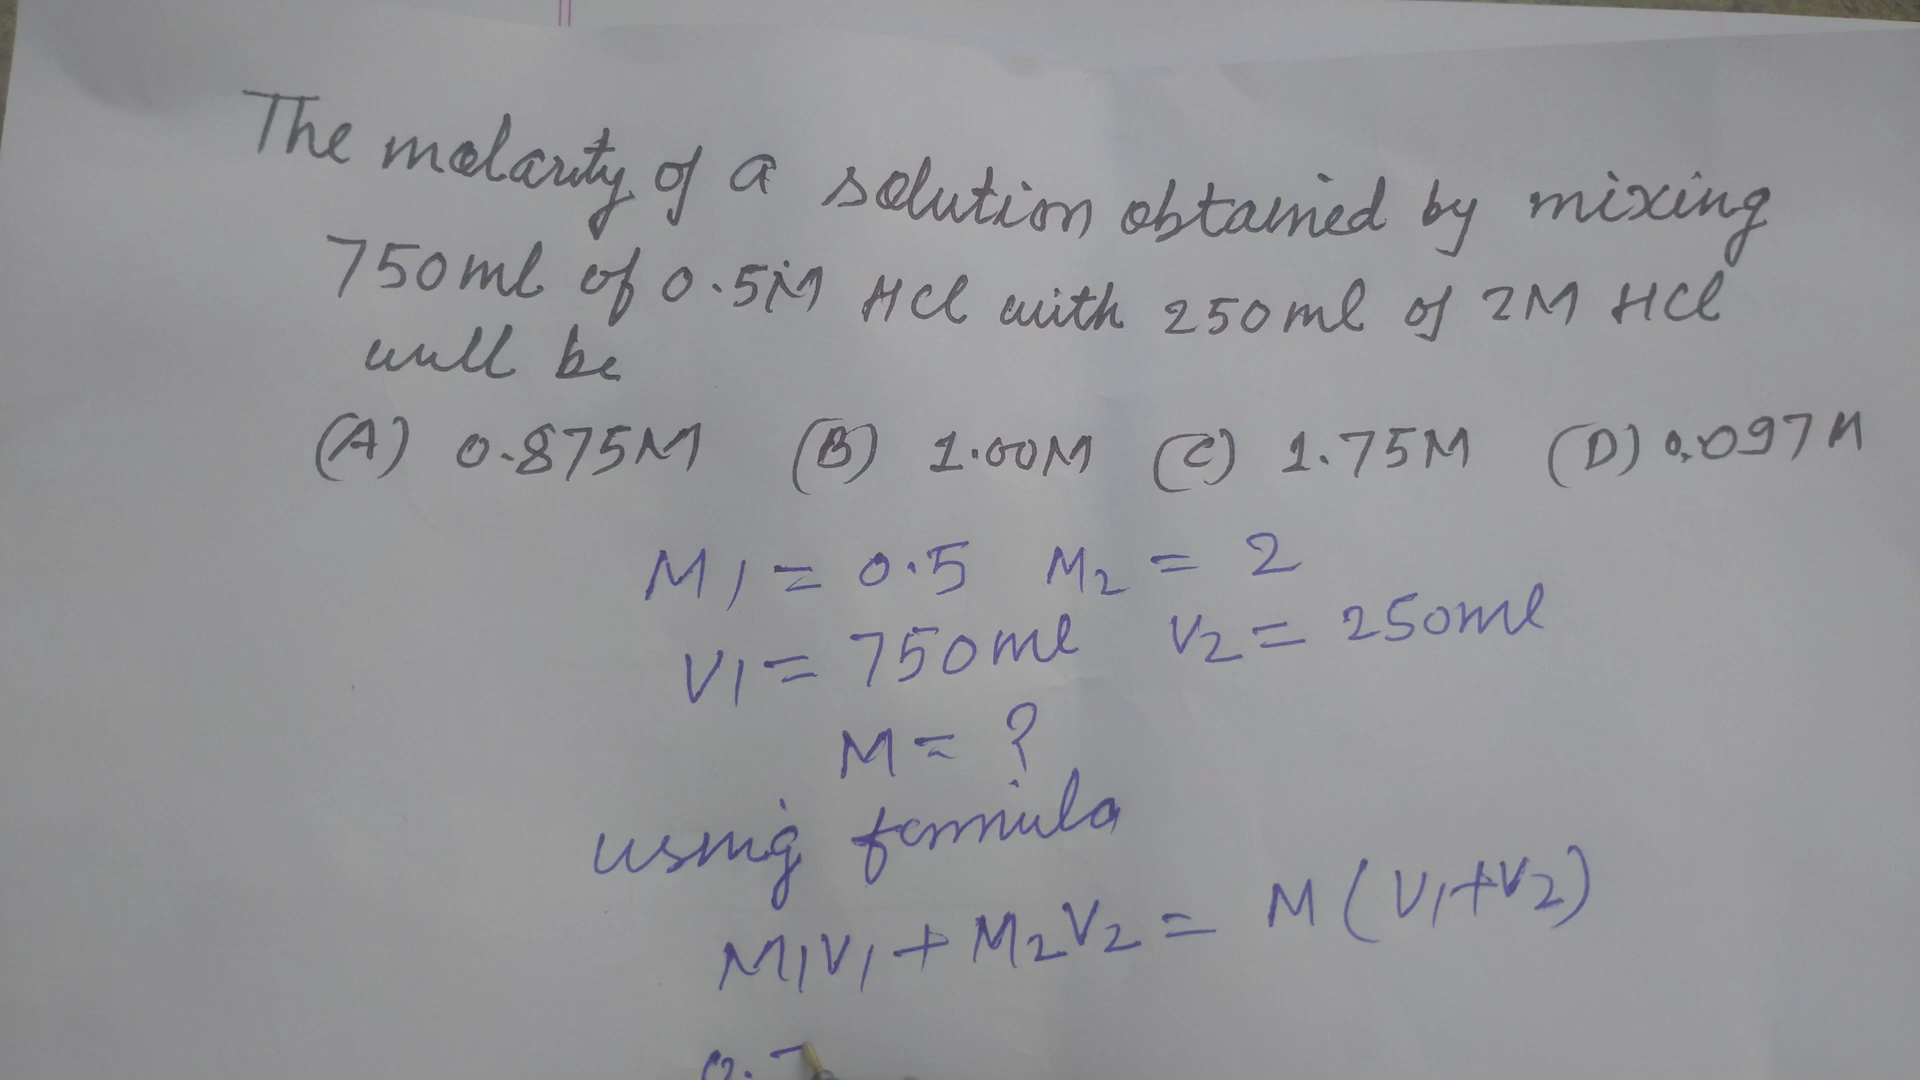 The molarity of a solution obtained by mixing
750ml of 0.5M HCl with 250ml of 2M HCl
will be
(A) 0.875M (B) 1.00M (C) 1.75M (D) 0.097M
M1 = 0.5 M2 = 2
V1 = 750ml V2 = 250ml
M = ?
using formula
M1V1 + M2V2 = M(V1+V2)
0.